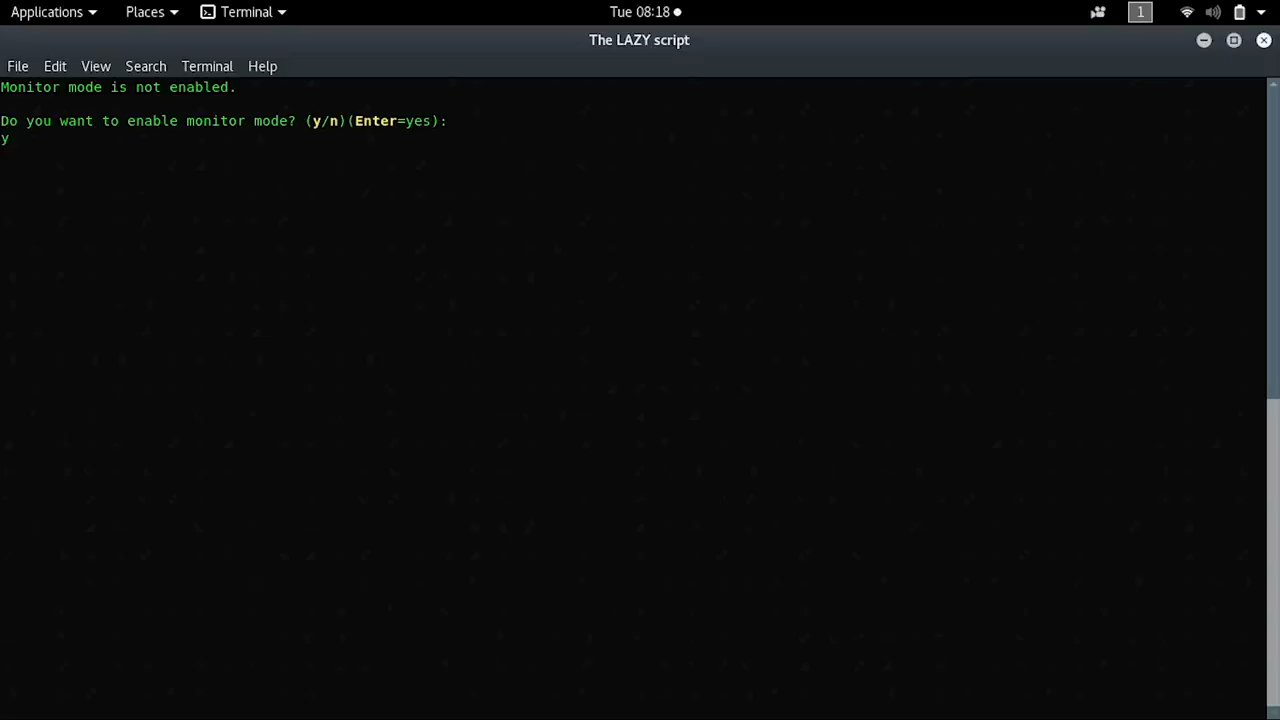 Applications Places Terminal Tue 08:18 1
The LAZY script
File Edit View Search Terminal Help
Monitor mode is not enabled.
Do you want to enable monitor mode? (y/n)(Enter=yes):
y